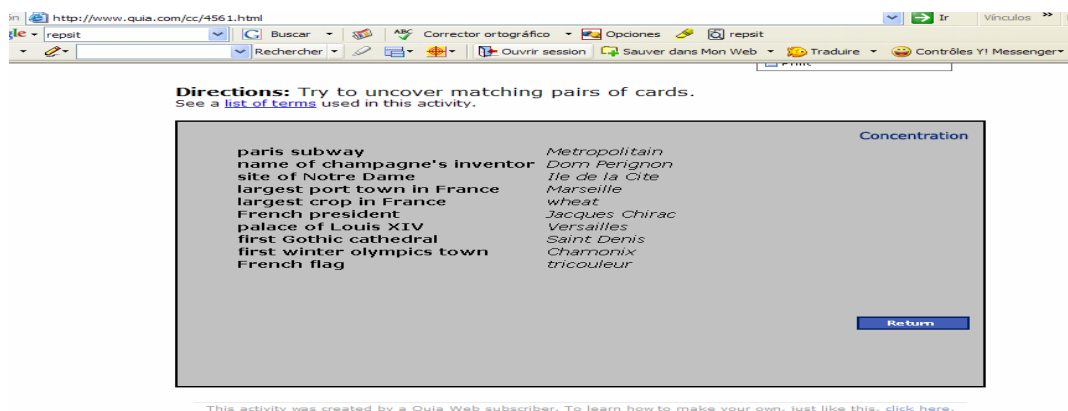 ón http://www.quia.com/cc/4561.html Ir Vínculos »
gle repsit Buscar Corrector ortográfico Opciones repsit
Rechercher Ouvrir session Sauver dans Mon Web Traduire Contrôles Y! Messenger
Directions: Try to uncover matching pairs of cards.
See a list of terms used in this activity.
Concentration
paris subway Metropolitain
name of champagne's inventor Dom Perignon
site of Notre Dame Ile de la Cite
largest port town in France Marseille
largest crop in France wheat
French president Jacques Chirac
palace of Louis XIV Versailles
first Gothic cathedral Saint Denis
first winter olympics town Chamonix
French flag tricouleur
Return
This activity was created by a Quia Web subscriber. To learn how to make your own, just like this, click here.